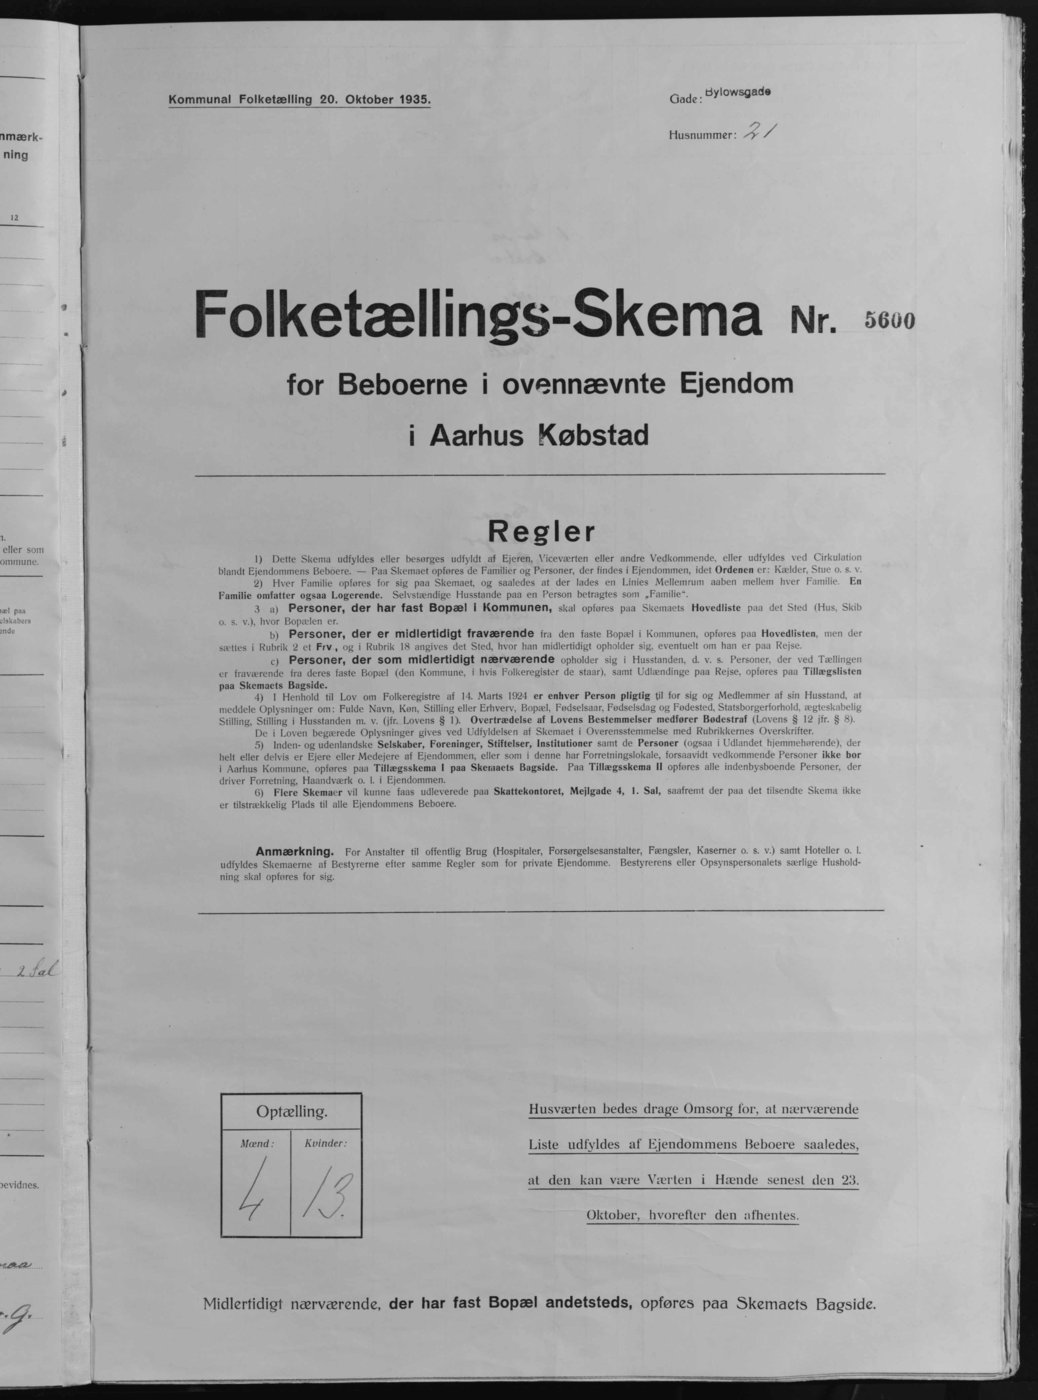 nmærk-
ning
12
eller som
ommune.
æl paa
elskabers
ende
2 Sal
bevidnes.
Kommunal Folketælling 20. Oktober 1935.
Gade: Bylowsgade
Husnummer: 21
Folketællings-Skema Nr. 5600
for Beboerne i ovennævnte Ejendom
i Aarhus Købstad
Regler
1) Dette Skema udfyldes eller besørges udfyldt af Ejeren, Viceværten eller andre Vedkommende, eller udfyldes ved Cirkulation
blandt Ejendommens Beboere. — Paa Skemaet opføres de Familier og Personer, der findes i Ejendommen, idet Ordenen er: Kælder, Stue o. s. v.
2) Hver Familie opføres for sig paa Skemaet, og saaledes at der lades en Linies Mellemrum aaben mellem hver Familie. En
Familie omfatter ogsaa Logerende. Selvstændige Husstande paa en Person betragtes som „Familie".
3 a) Personer, der har fast Bopæl i Kommunen, skal opføres paa Skemaets Hovedliste paa det Sted (Hus, Skib
o. s. v.), hvor Bopælen er.
b) Personer, der er midlertidigt fraværende fra den faste Bopæl i Kommunen, opføres paa Hovedlisten, men der
sættes i Rubrik 2 et Frv., og i Rubrik 18 angives det Sted, hvor han midlertidigt opholder sig, eventuelt om han er paa Rejse.
c) Personer, der som midlertidigt nærværende opholder sig i Husstanden, d. v. s. Personer, der ved Tællingen
er fraværende fra deres faste Bopæl (den Kommune, i hvis Folkeregister de staar), samt Udlændinge paa Rejse, opføres paa Tillægslisten
paa Skemaets Bagside.
4) I Henhold til Lov om Folkeregistre af 14. Marts 1924 er enhver Person pligtig til for sig og Medlemmer af sin Husstand, at
meddele Oplysninger om: Fulde Navn, Køn, Stilling eller Erhverv, Bopæl, Fødselsaar, Fødselsdag og Fødested, Statsborgerforhold, ægteskabelig
Stilling, Stilling i Husstanden m. v. (jfr. Lovens § 1). Overtrædelse af Lovens Bestemmelser medfører Bødestraf (Lovens § 12 jfr. § 8).
De i Loven begærede Oplysninger gives ved Udfyldelsen af Skemaet i Overensstemmelse med Rubrikkernes Overskrifter.
5) Inden- og udenlandske Selskaber, Foreninger, Stiftelser, Institutioner samt de Personer (ogsaa i Udlandet hjemmehørende), der
helt eller delvis er Ejere eller Medejere af Ejendommen, eller som i denne har Forretningslokale, forsaavidt vedkommende Personer ikke bor
i Aarhus Kommune, opføres paa Tillægsskema I paa Skemaets Bagside. Paa Tillægsskema II opføres alle indenbysboende Personer, der
driver Forretning, Haandværk o. l. i Ejendommen.
6) Flere Skemaer vil kunne faas udleverede paa Skattekontoret, Mejlgade 4, 1. Sal, saafremt der paa det tilsendte Skema ikke
er tilstrækkelig Plads til alle Ejendommens Beboere.
Anmærkning. For Anstalter til offentlig Brug (Hospitaler, Forsørgelsesanstalter, Fængsler, Kaserner o. s. v.) samt Hoteller o. l.
udfyldes Skemaerne af Bestyrerne efter samme Regler som for private Ejendomme. Bestyrerens eller Opsynspersonalets særlige Hushold-
ning skal opføres for sig.
Optælling.
Mænd: Kvinder:
4 13.
Husværten bedes drage Omsorg for, at nærværende
Liste udfyldes af Ejendommens Beboere saaledes,
at den kan være Værten i Hænde senest den 23.
Oktober, hvorefter den afhentes.
Midlertidigt nærværende, der har fast Bopæl andetsteds, opføres paa Skemaets Bagside.